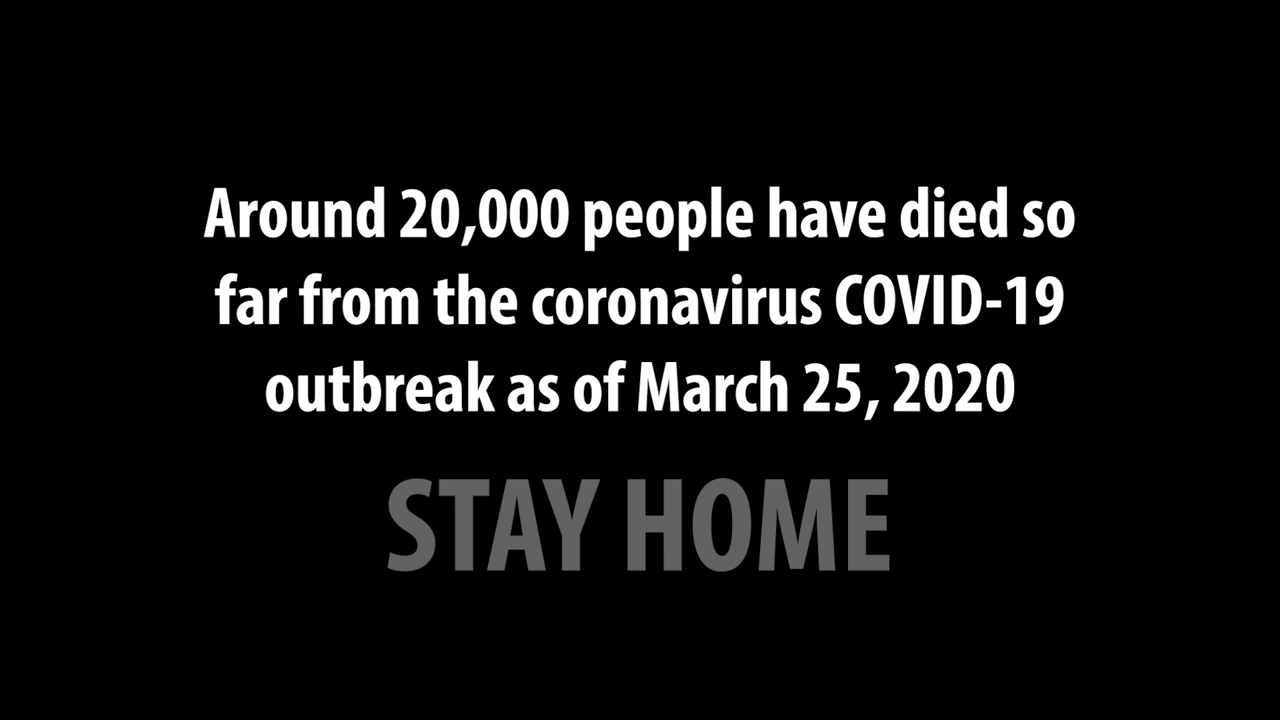 Around 20,000 people have died so
far from the coronavirus COVID-19
outbreak as of March 25, 2020
STAY HOME